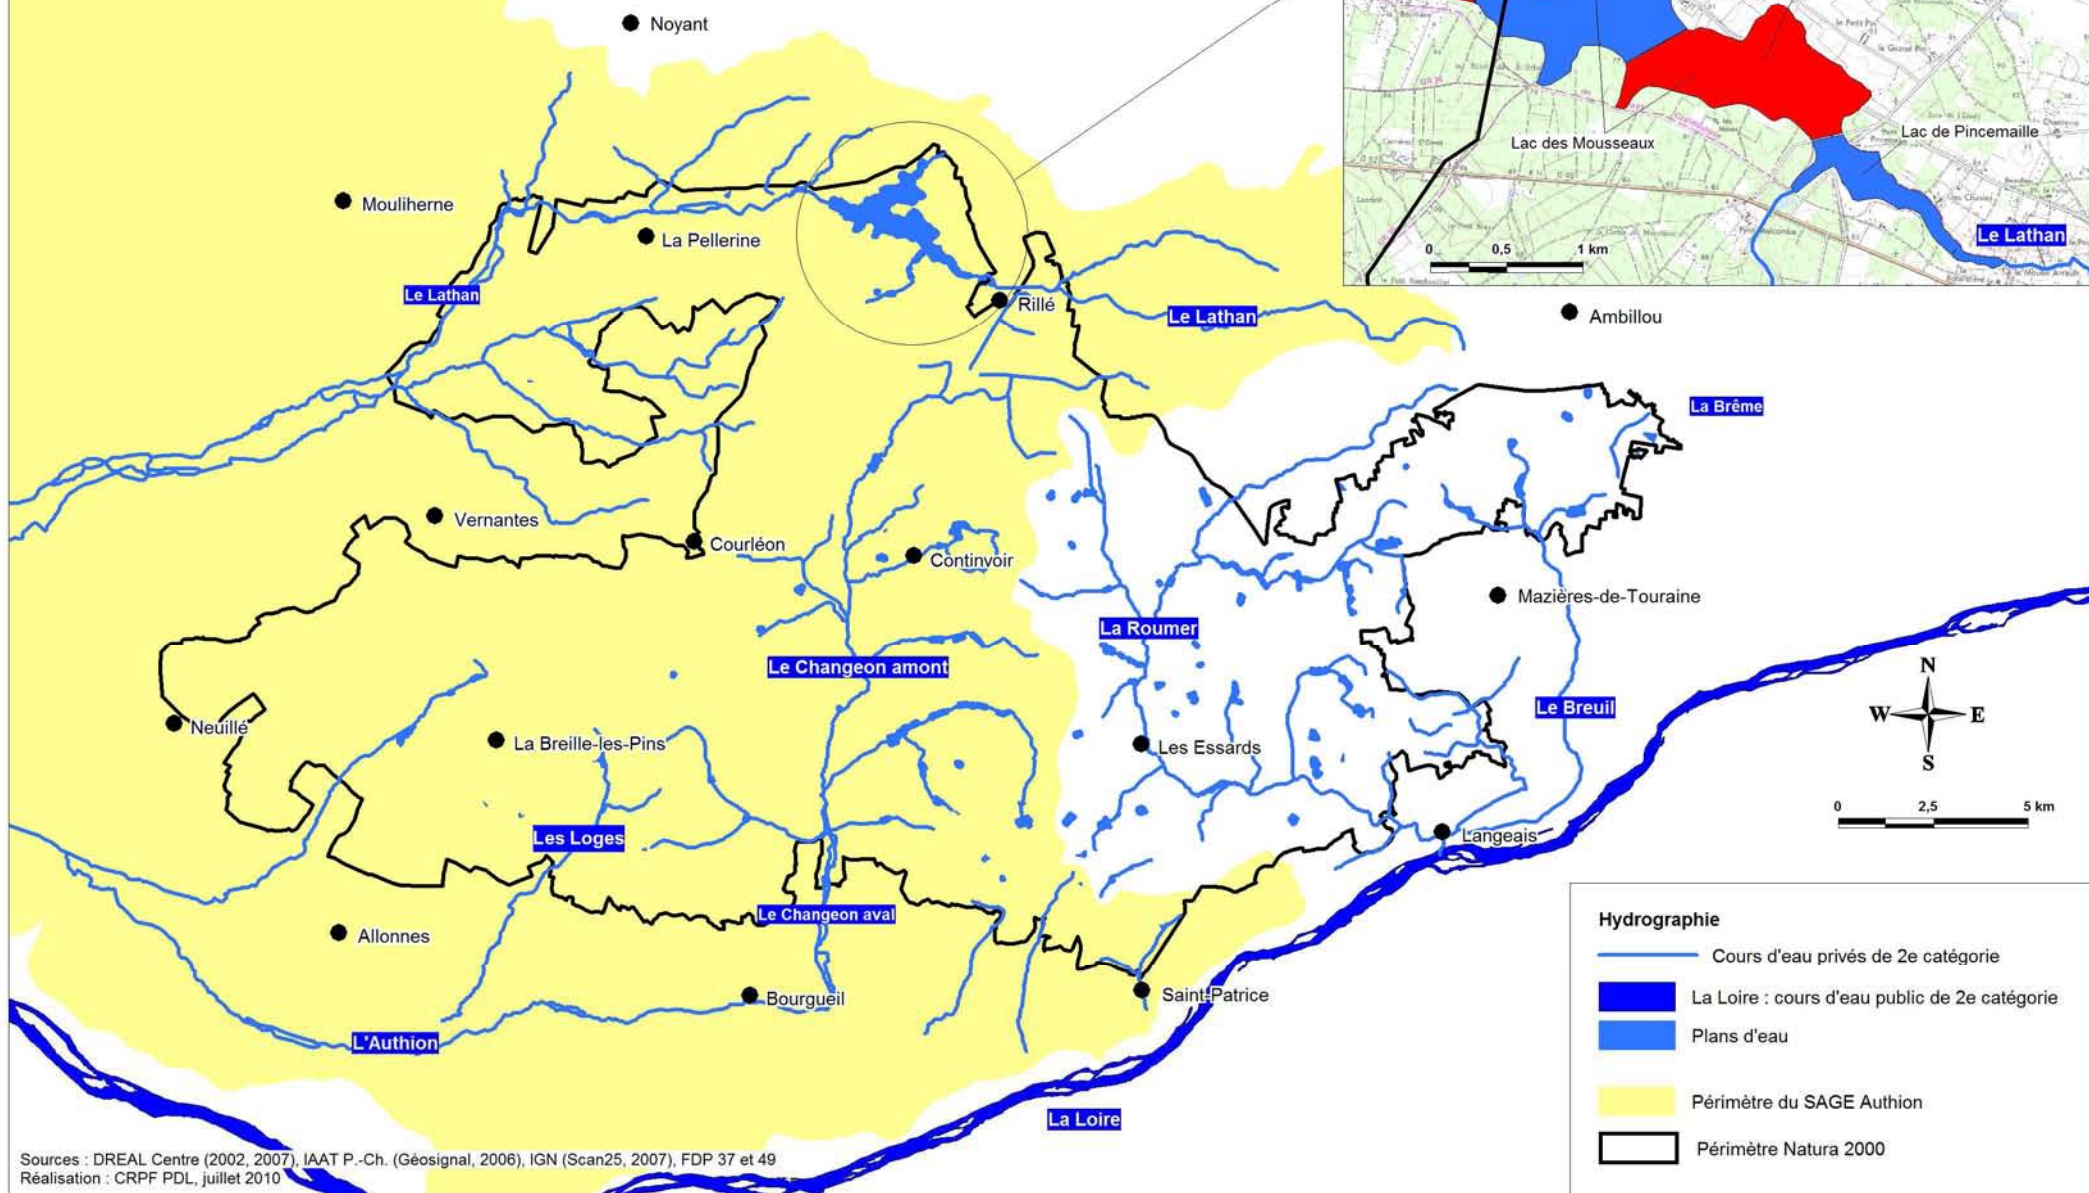 Noyant
Lac des Mousseaux
Lac de Pincemaille
Le Lathan
0 0,5 1 km
Mouliherne
La Pellerine
Le Lathan
Rillé
Le Lathan
Ambillou
La Brême
Vernantes
Courléon
Continvoir
Mazières-de-Touraine
La Roumer
Le Changeon amont
Neuillé
La Breille-les-Pins
Les Essards
Le Breuil
N
W E
S
0 2,5 5 km
Les Loges
Langeais
Le Changeon aval
Allonnes
Bourgueil
Saint-Patrice
L'Authion
La Loire
Hydrographie
Cours d'eau privés de 2e catégorie
La Loire : cours d'eau public de 2e catégorie
Plans d'eau
Périmètre du SAGE Authion
Périmètre Natura 2000
Sources : DREAL Centre (2002, 2007), IAAT P.-Ch. (Géosignal, 2006), IGN (Scan25, 2007), FDP 37 et 49
Réalisation : CRPF PDL, juillet 2010